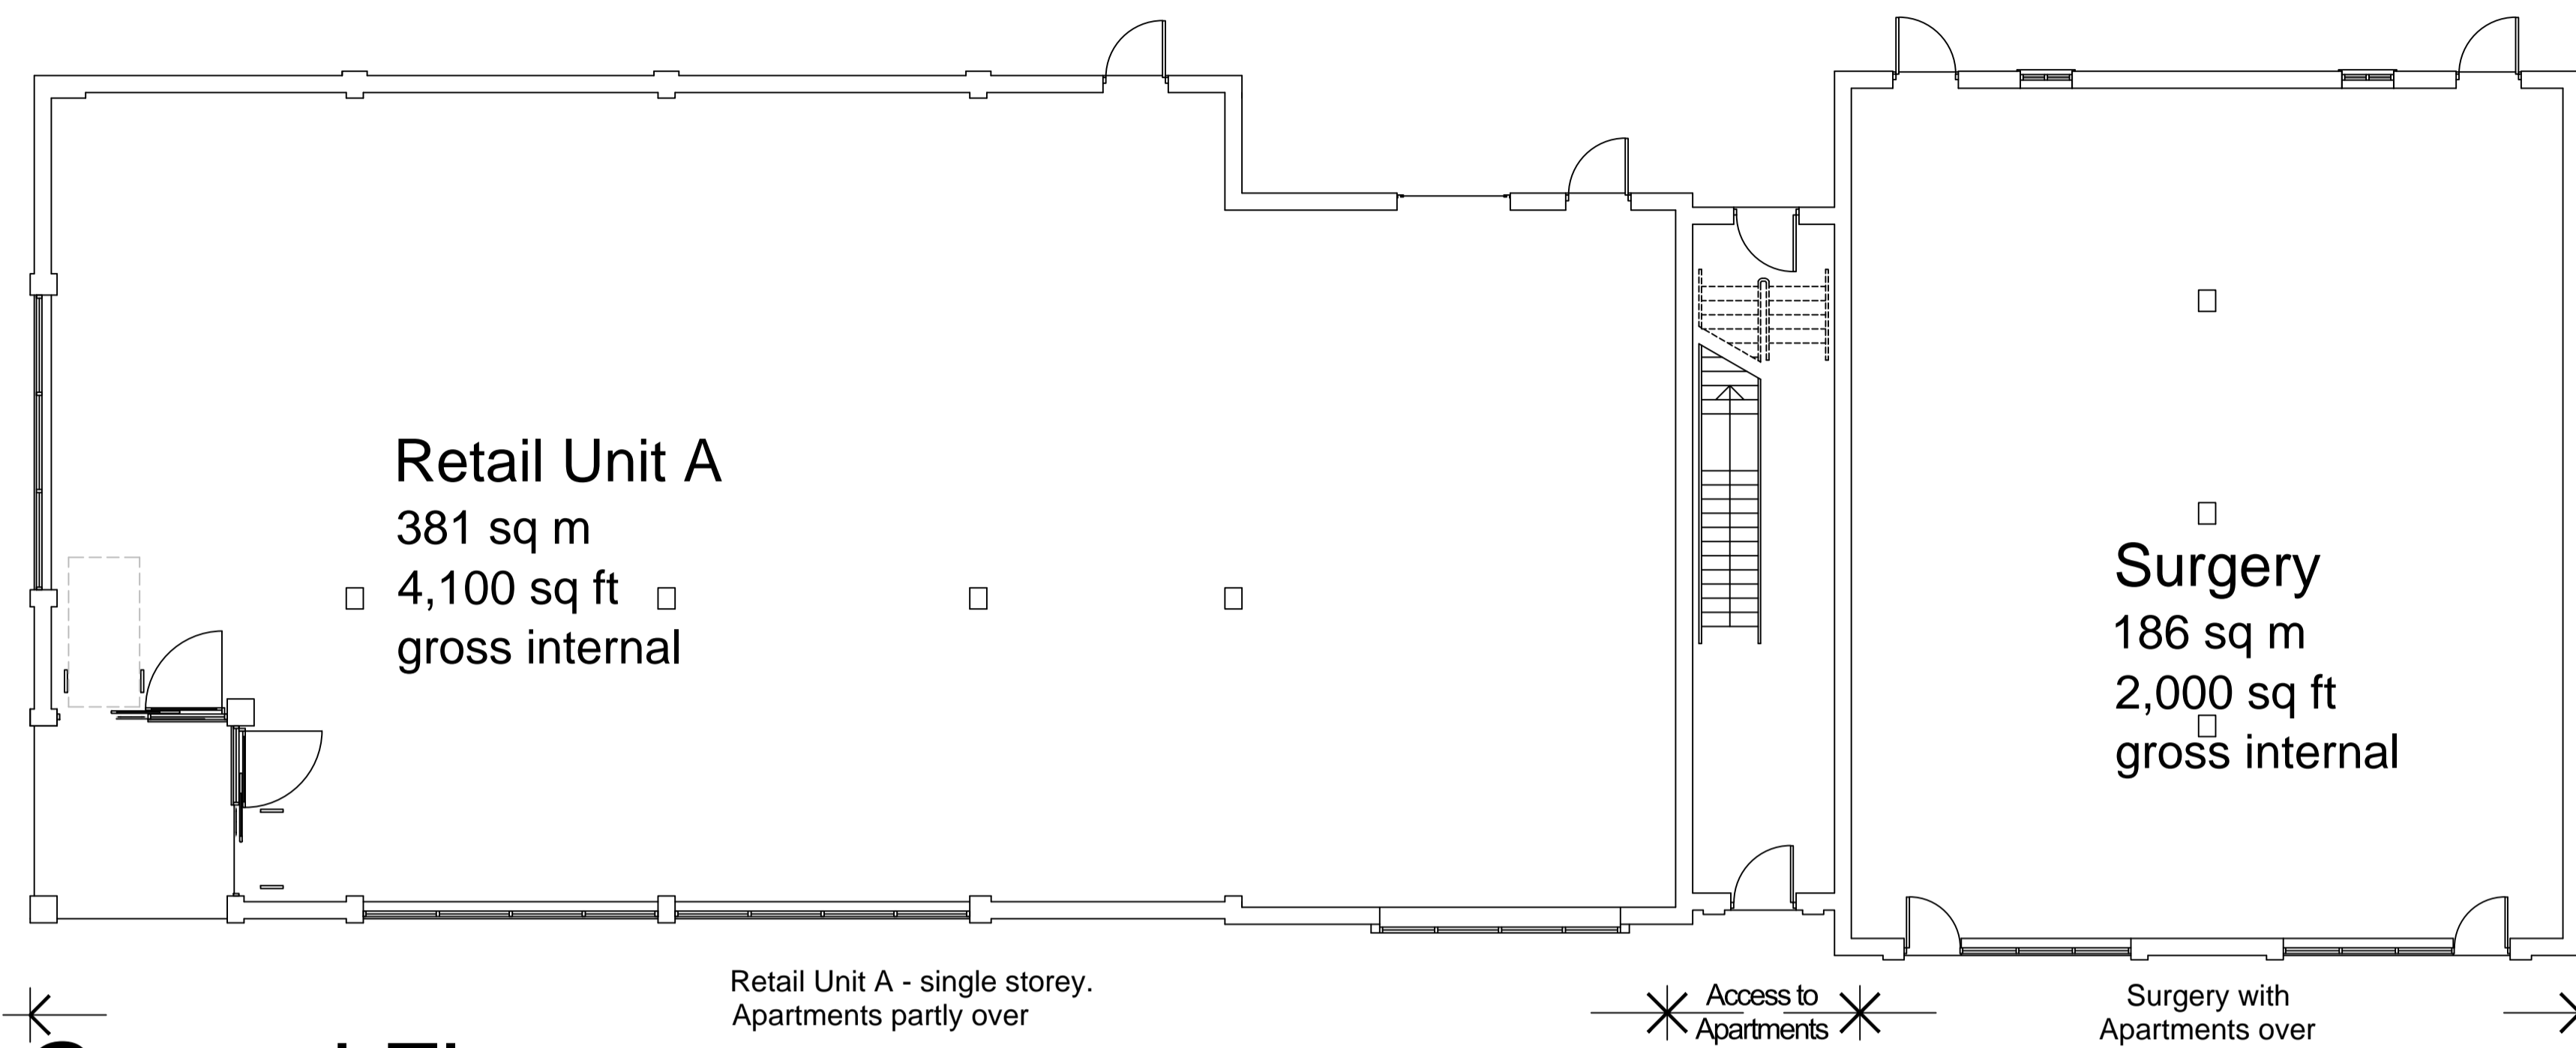 Retail Unit A
381 sq m
4,100 sq ft
gross internal
Surgery
186 sq m
2,000 sq ft
gross internal
Retail Unit A - single storey.
Apartments partly over
Access to
Apartments
Surgery with
Apartments over